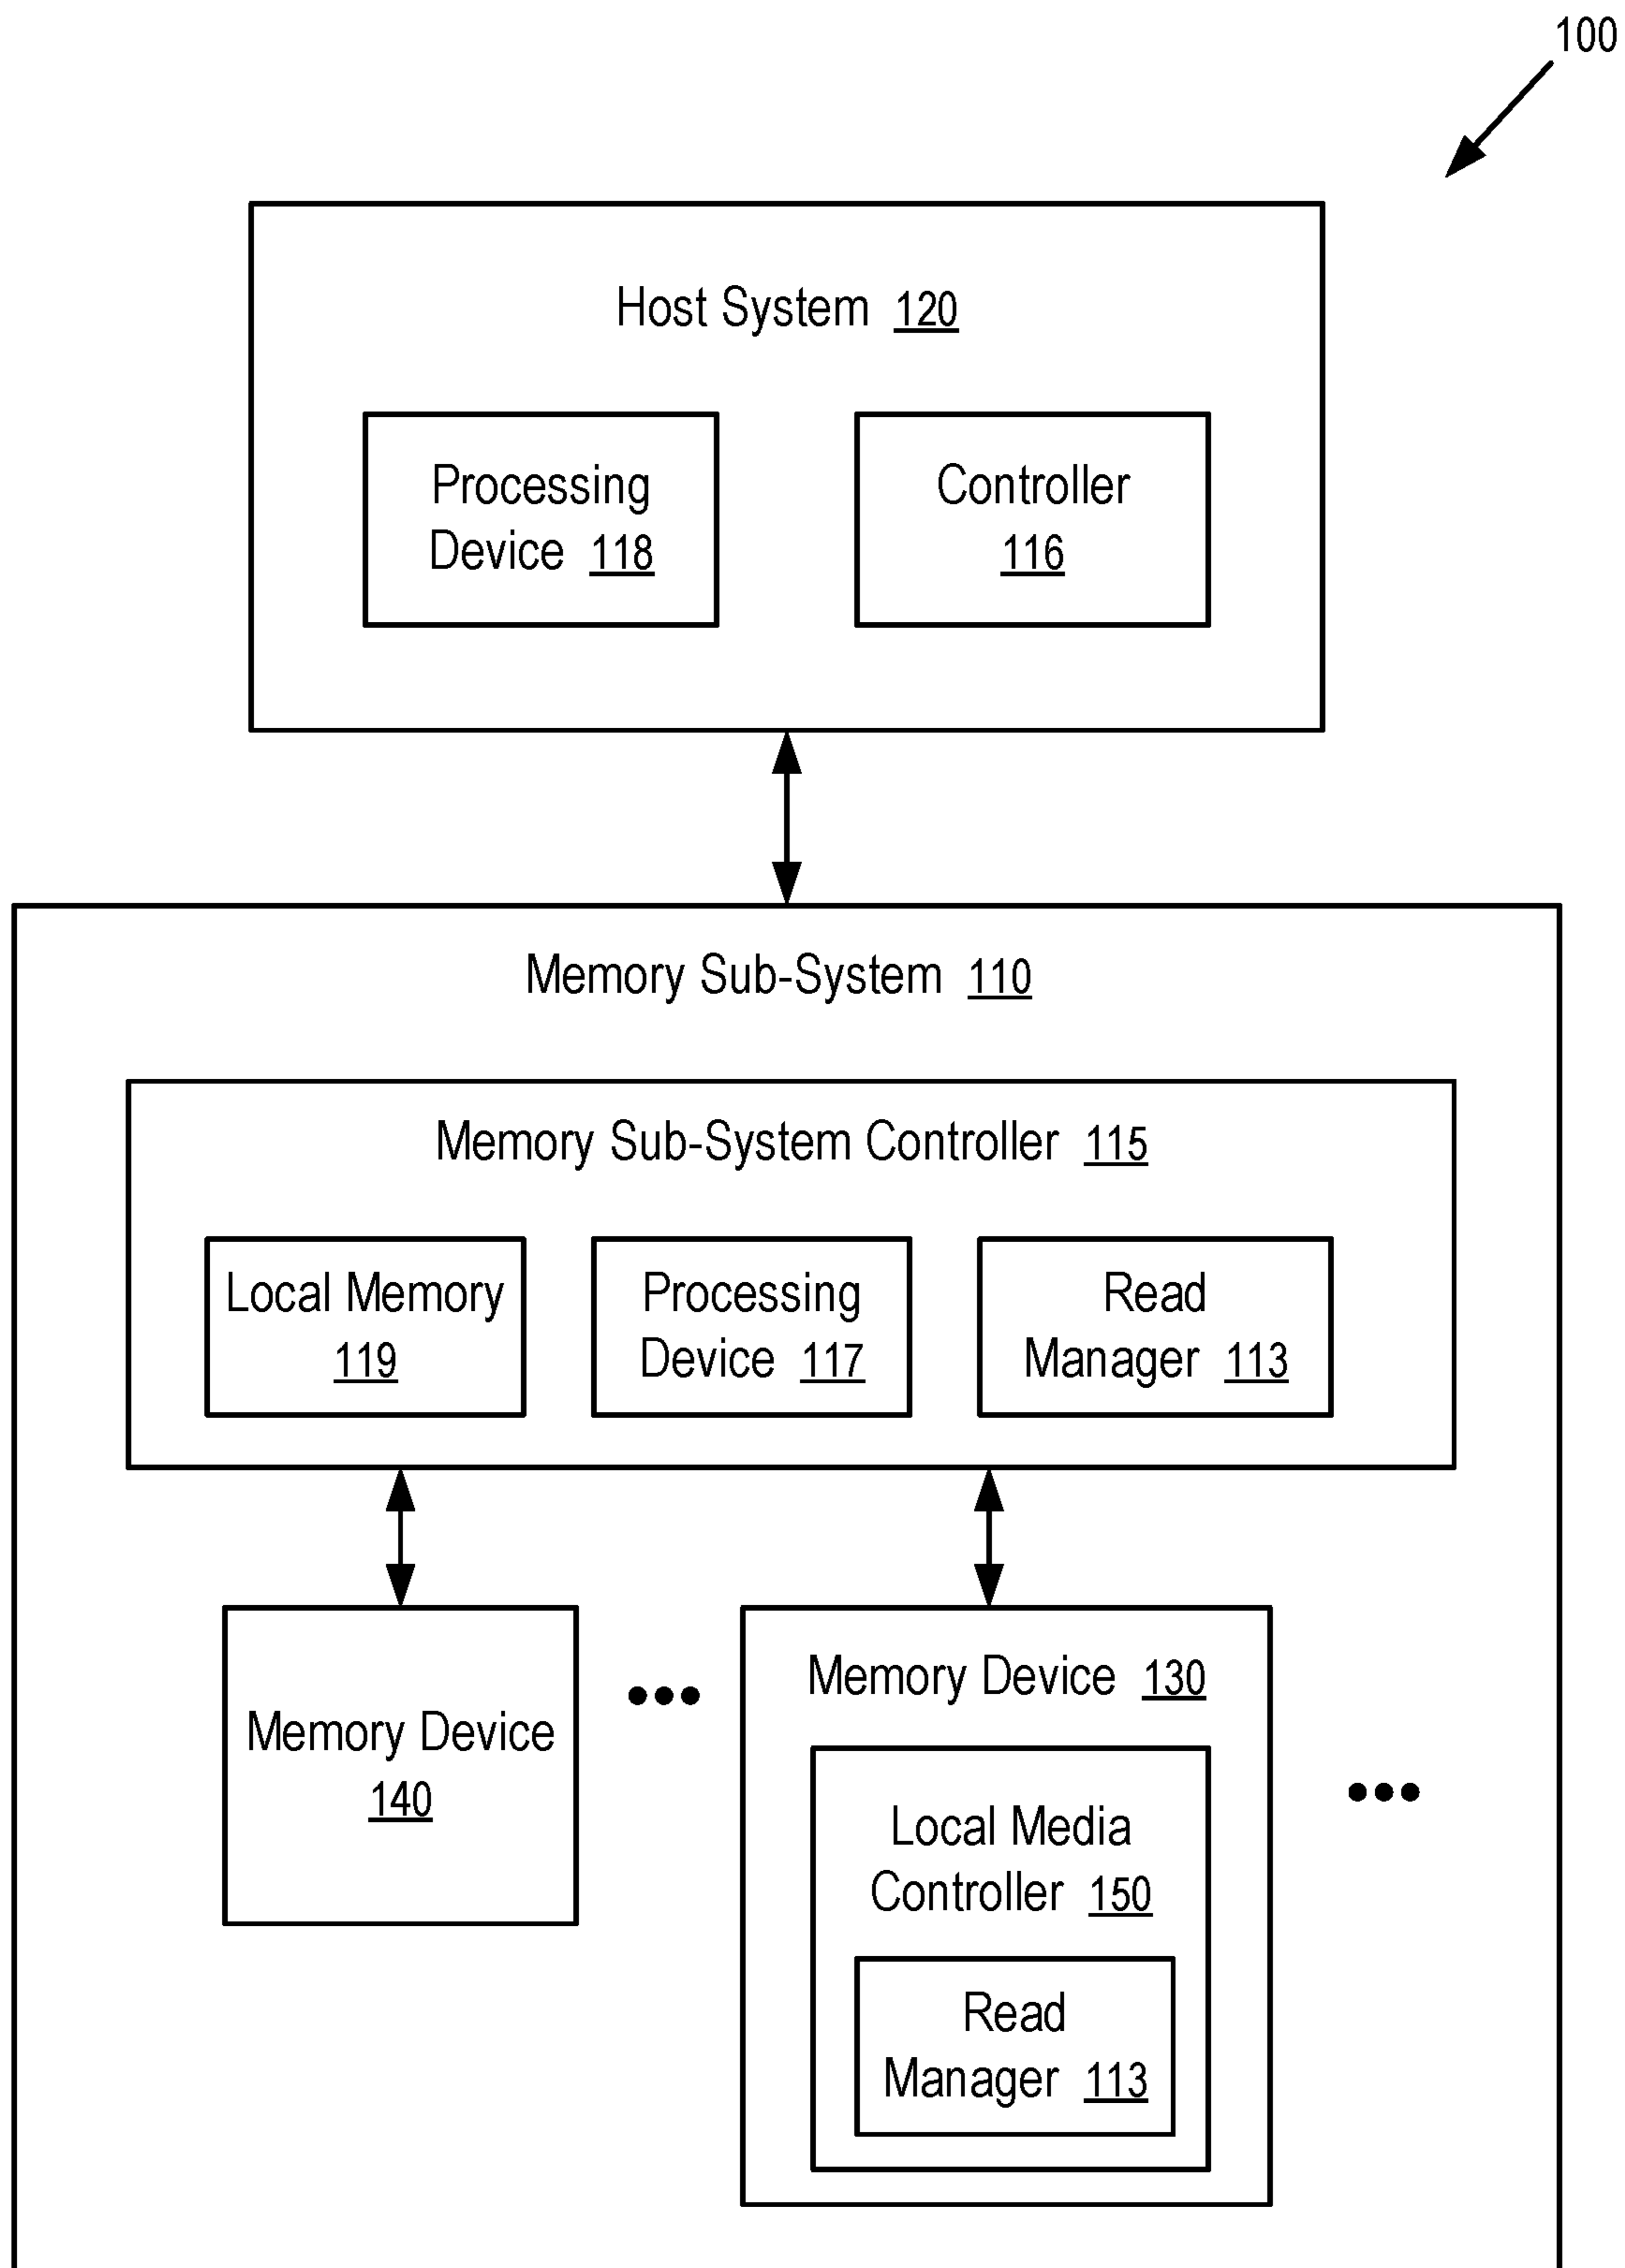 100
Host System 120
Processing
Device 118
Controller
116
Memory Sub-System 110
Memory Sub-System Controller 115
Local Memory
119
Processing
Device 117
Read
Manager 113
Memory Device
140
Memory Device 130
Local Media
Controller 150
Read
Manager 113